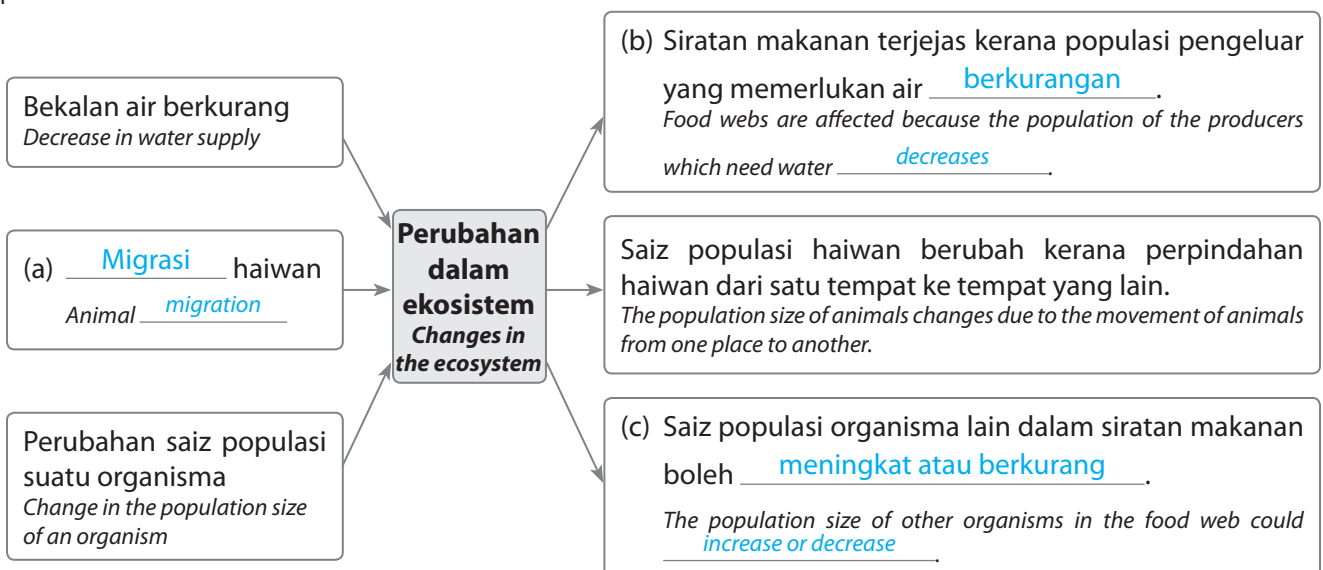 Bekalan air berkurang
Decrease in water supply
(a) Migrasi haiwan
Animal migration
Perubahan saiz populasi
suatu organisma
Change in the population size
of an organism
Perubahan
dalam
ekosistem
Changes in
the ecosystem
(b) Siratan makanan terjejas kerana populasi pengeluar
yang memerlukan air berkurangan.
Food webs are affected because the population of the producers
which need water decreases.
Saiz populasi haiwan berubah kerana perpindahan
haiwan dari satu tempat ke tempat yang lain.
The population size of animals changes due to the movement of animals
from one place to another.
(c) Saiz populasi organisma lain dalam siratan makanan
boleh meningkat atau berkurang.
The population size of other organisms in the food web could
increase or decrease.